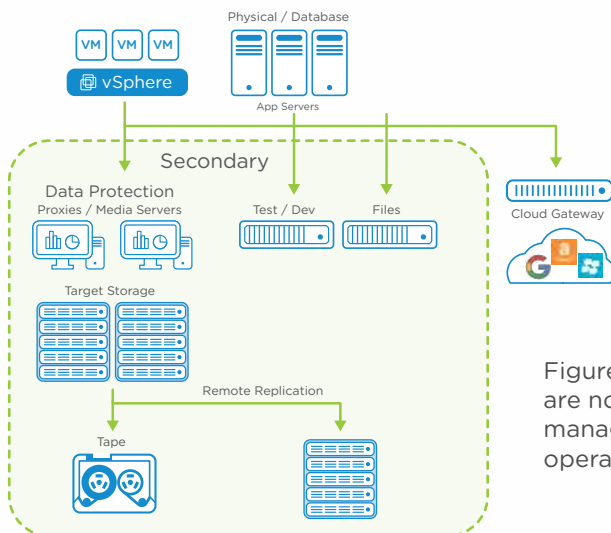 Physical / Database
VM VM VM
vSphere
App Servers
Secondary
Data Protection
Proxies / Media Servers
Test / Dev
Files
Cloud Gateway
G a
Target Storage
Remote Replication
Tape
Figure
are no
manag
opera